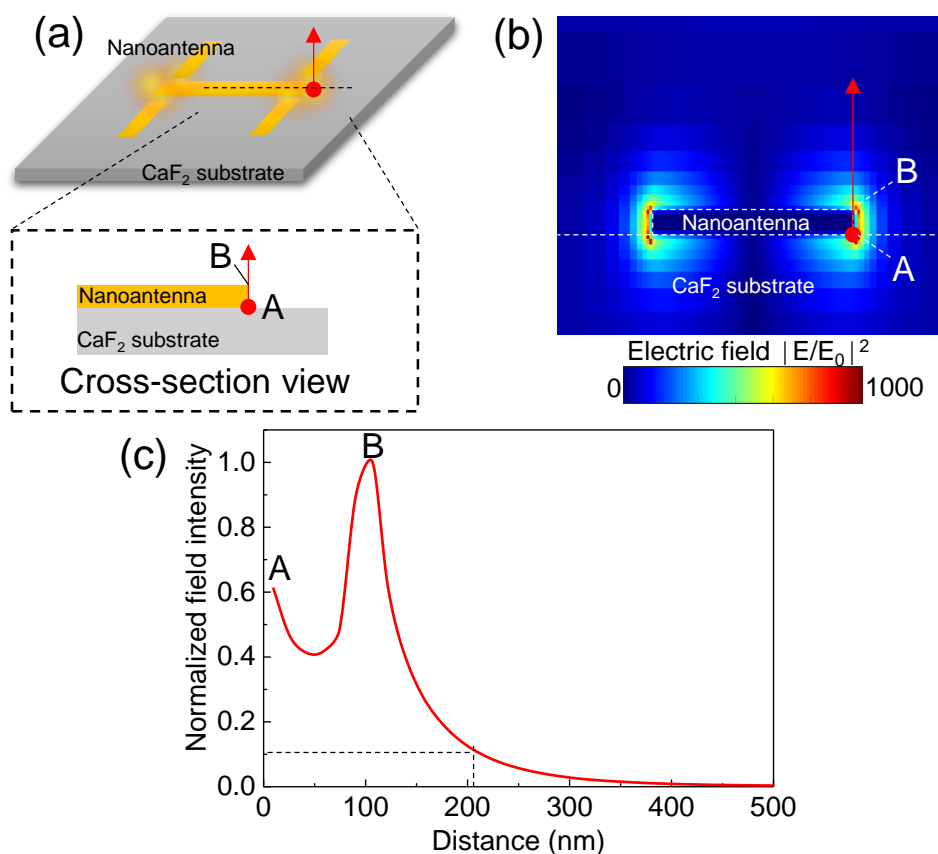 (a)
Nanoantenna
CaF₂ substrate
B
Nanoantenna
A
CaF₂ substrate
Cross-section view
(b)
B
Nanoantenna
A
CaF₂ substrate
Electric field |E/E₀|²
0
1000
(c)
Normalized field intensity
1.0
0.8
0.6
0.4
0.2
0.0
A
B
0
100
200
300
400
500
Distance (nm)